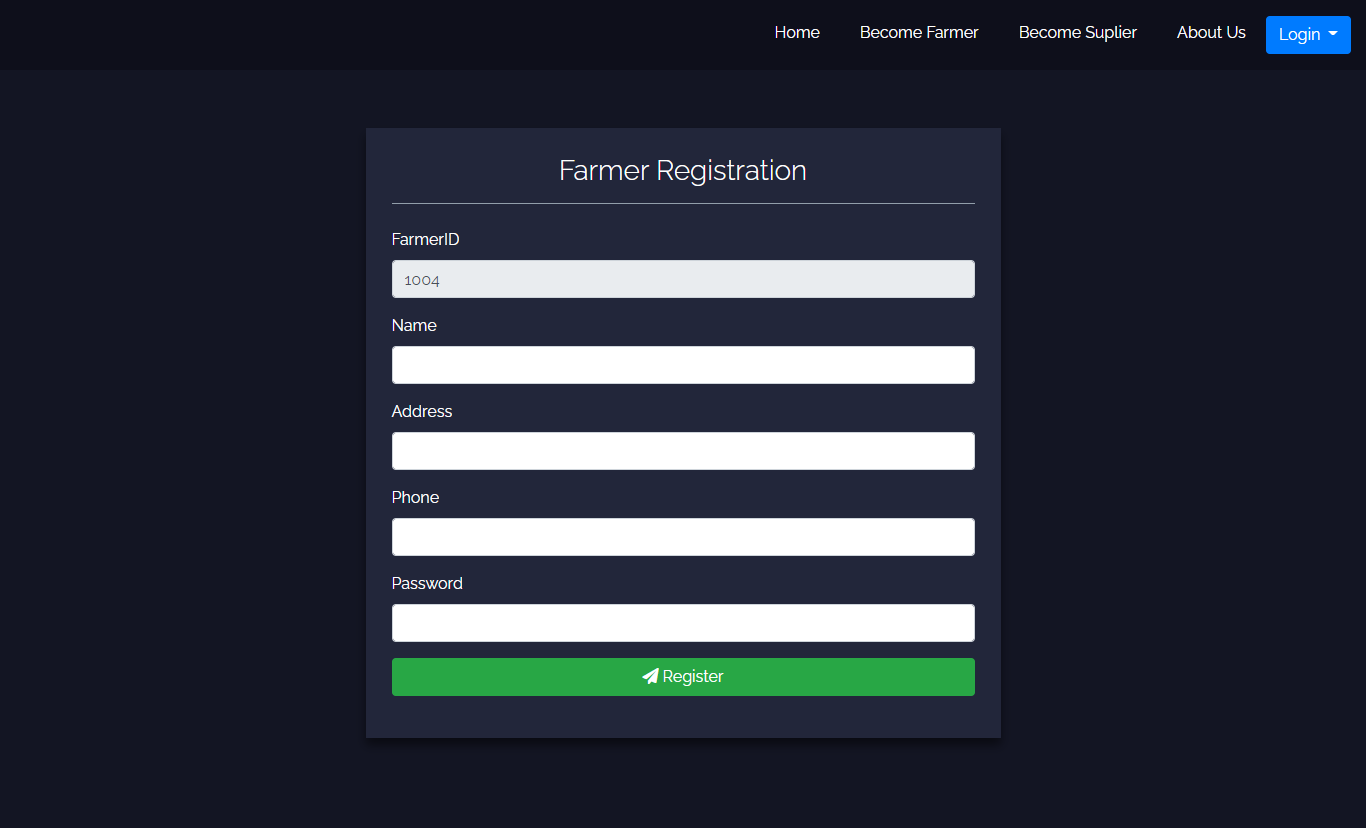 Home Become Farmer Become Suplier About Us Login
Farmer Registration
FarmerID
1004
Name
Address
Phone
Password
Register